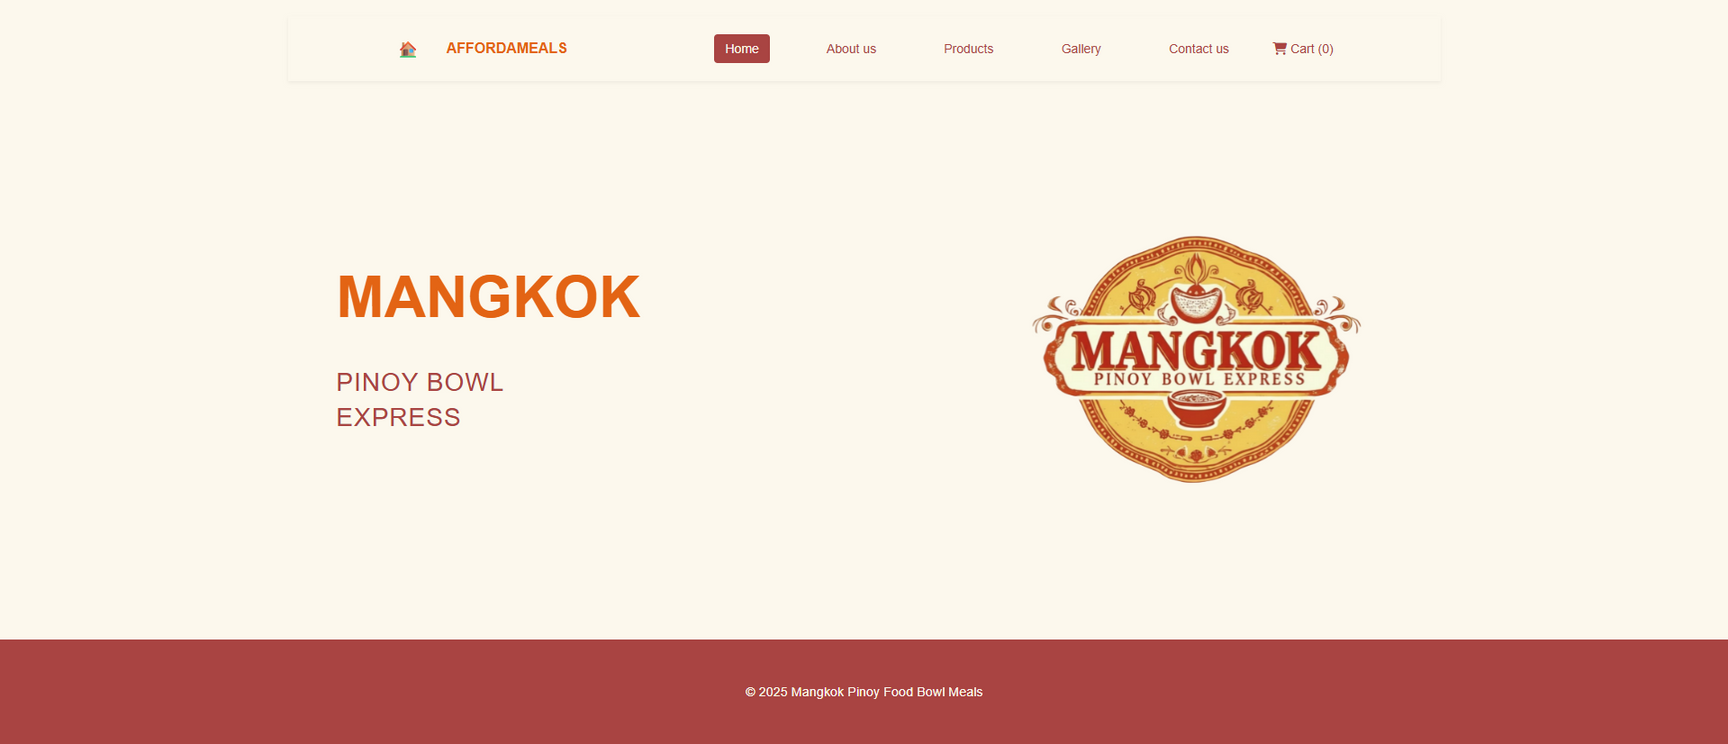 AFFORDAMEALS
Home
About us
Products
Gallery
Contact us
Cart (0)
MANGKOK
PINOY BOWL
EXPRESS
MANGKOK
PINOY BOWL EXPRESS
© 2025 Mangkok Pinoy Food Bowl Meals